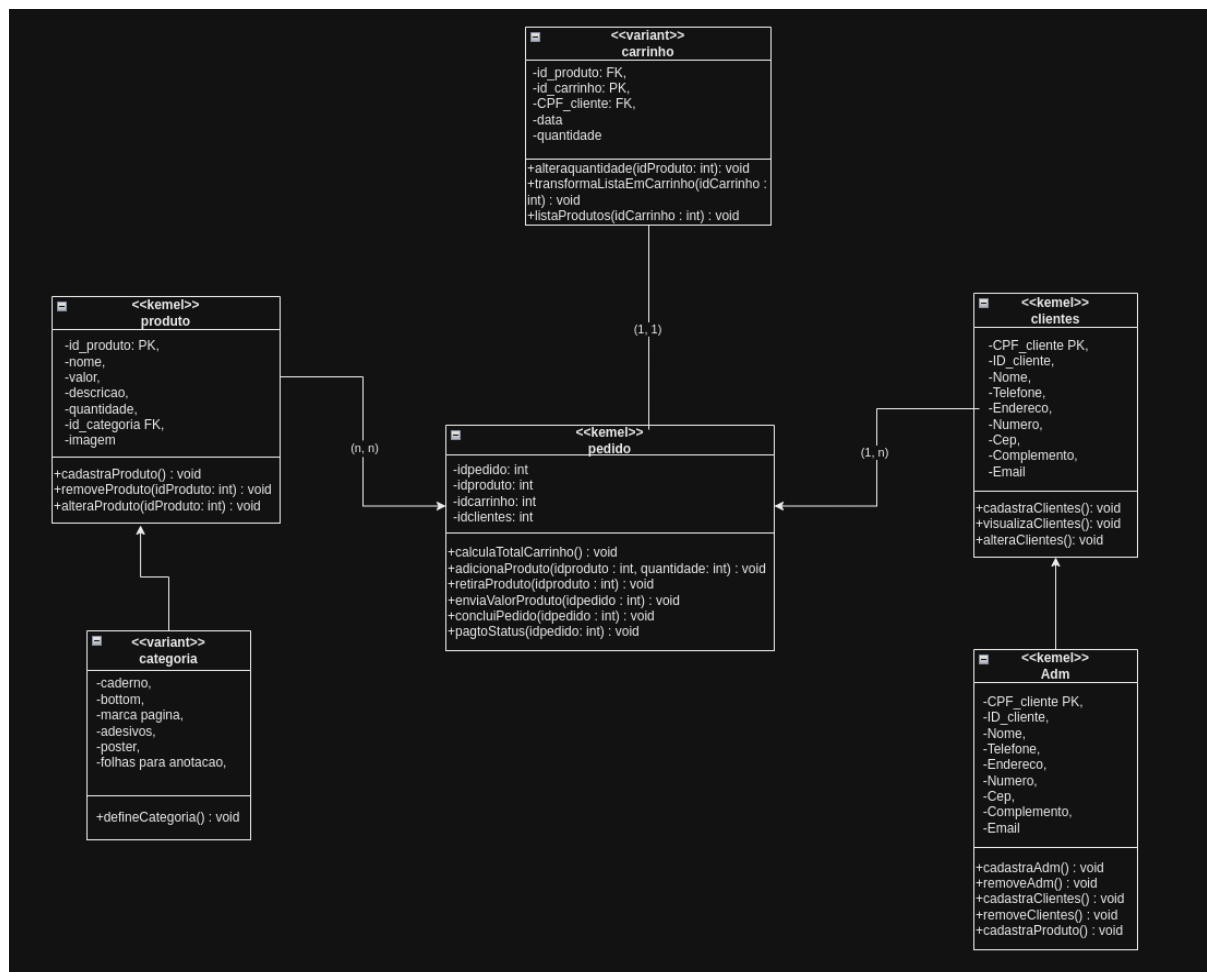 <<variant>>
carrinho
-id_produto: FK,
-id_carrinho: PK,
-CPF_cliente: FK,
-data
-quantidade
+alteraquantidade(idProduto: int): void
+transformaListaEmCarrinho(idCarrinho :
int) : void
+listaProdutos(idCarrinho : int) : void
(1, 1)
<<kemel>>
produto
-id_produto: PK,
-nome,
-valor,
-descricao,
-quantidade,
-id_categoria FK,
-imagem
+cadastraProduto() : void
+removeProduto(idProduto: int) : void
+alteraProduto(idProduto: int) : void
(n, n)
<<kemel>>
pedido
-idpedido: int
-idproduto: int
-idcarrinho: int
-idclientes: int
+calculaTotalCarrinho() : void
+adicionaProduto(idproduto : int, quantidade: int) : void
+retiraProduto(idproduto : int) : void
+enviaValorProduto(idpedido : int) : void
+concluiPedido(idpedido : int) : void
+pagtoStatus(idpedido: int) : void
(1, n)
<<kemel>>
clientes
-CPF_cliente PK,
-ID_cliente,
-Nome,
-Telefone,
-Endereco,
-Numero,
-Cep,
-Complemento,
-Email
+cadastraClientes(): void
+visualizaClientes(): void
+alteraClientes(): void
<<variant>>
categoria
-caderno,
-bottom,
-marca pagina,
-adesivos,
-poster,
-folhas para anotacao,
+defineCategoria() : void
<<kemel>>
Adm
-CPF_cliente PK,
-ID_cliente,
-Nome,
-Telefone,
-Endereco,
-Numero,
-Cep,
-Complemento,
-Email
+cadastraAdm() : void
+removeAdm() : void
+cadastraClientes() : void
+removeClientes() : void
+cadastraProduto() : void